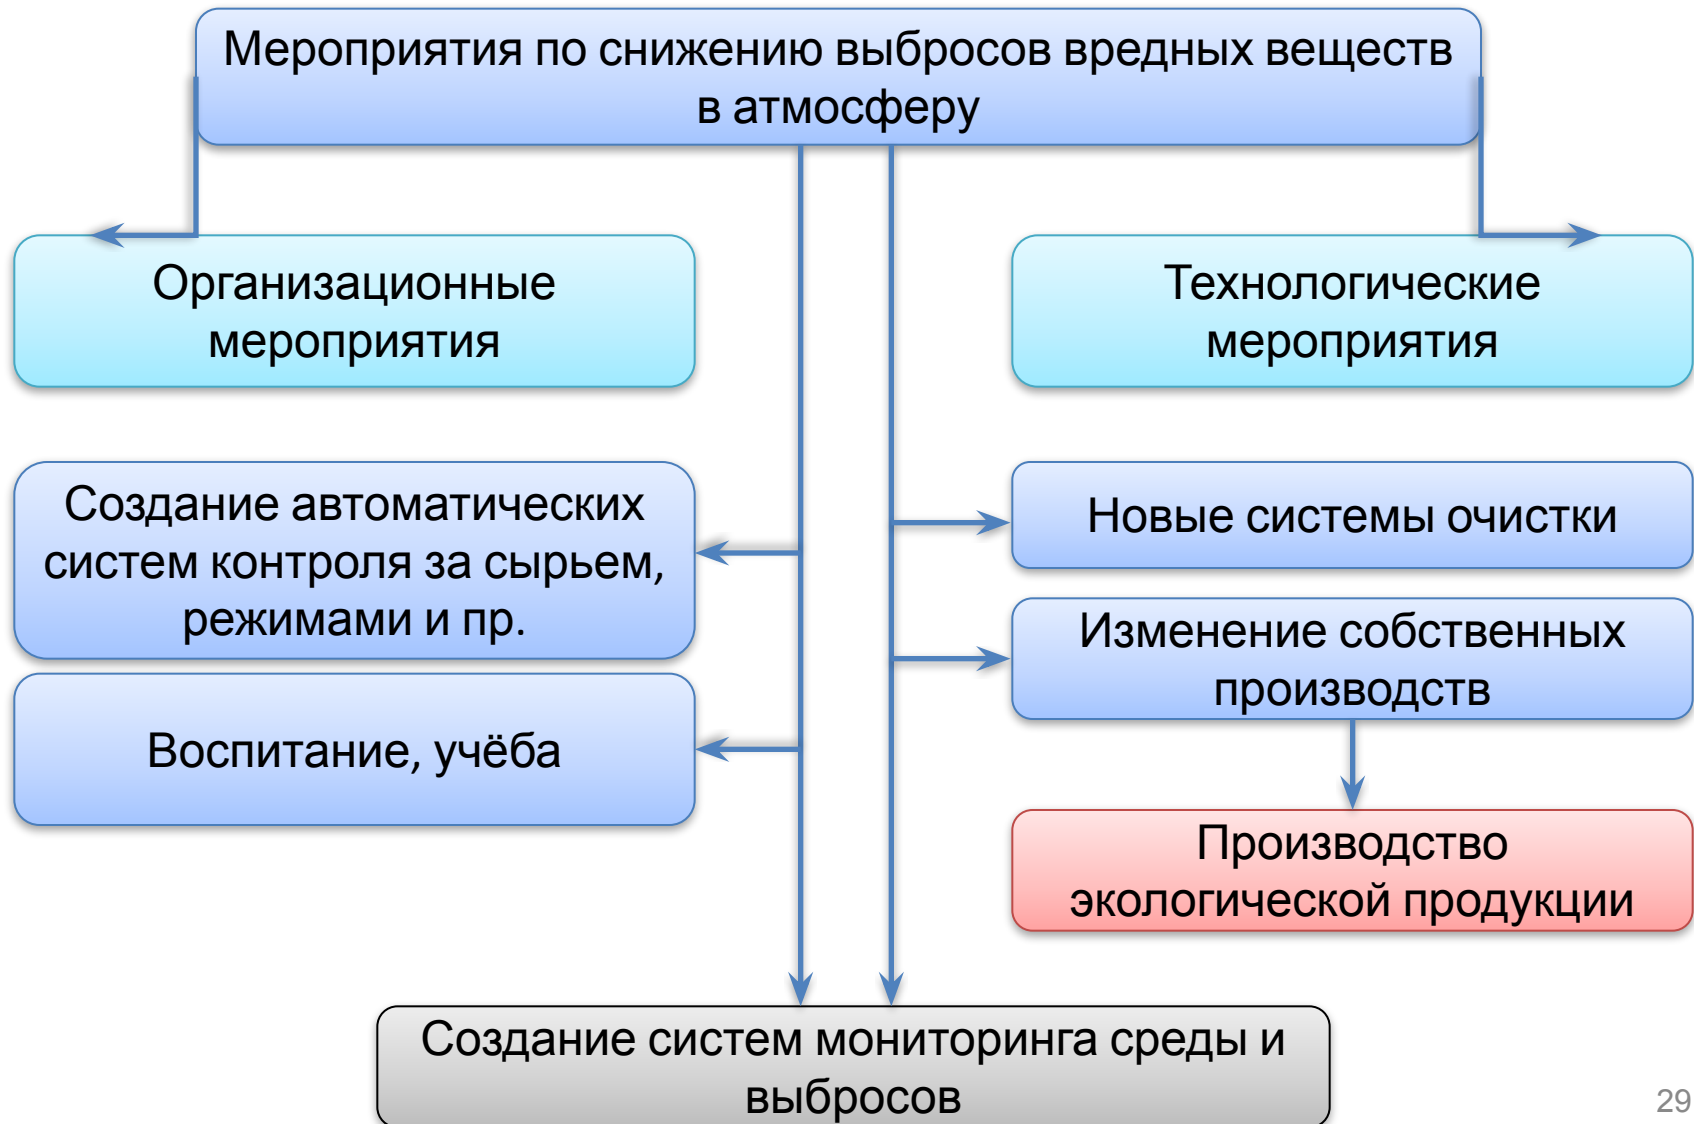 Мероприятия по снижению выбросов вредных веществ
в атмосферу
Организационные
мероприятия
Технологические
мероприятия
Создание автоматических
систем контроля за сырьем,
режимами и пр.
Новые системы очистки
Изменение собственных
производств
Воспитание, учёба
Производство
экологической продукции
Создание систем мониторинга среды и
выбросов
29